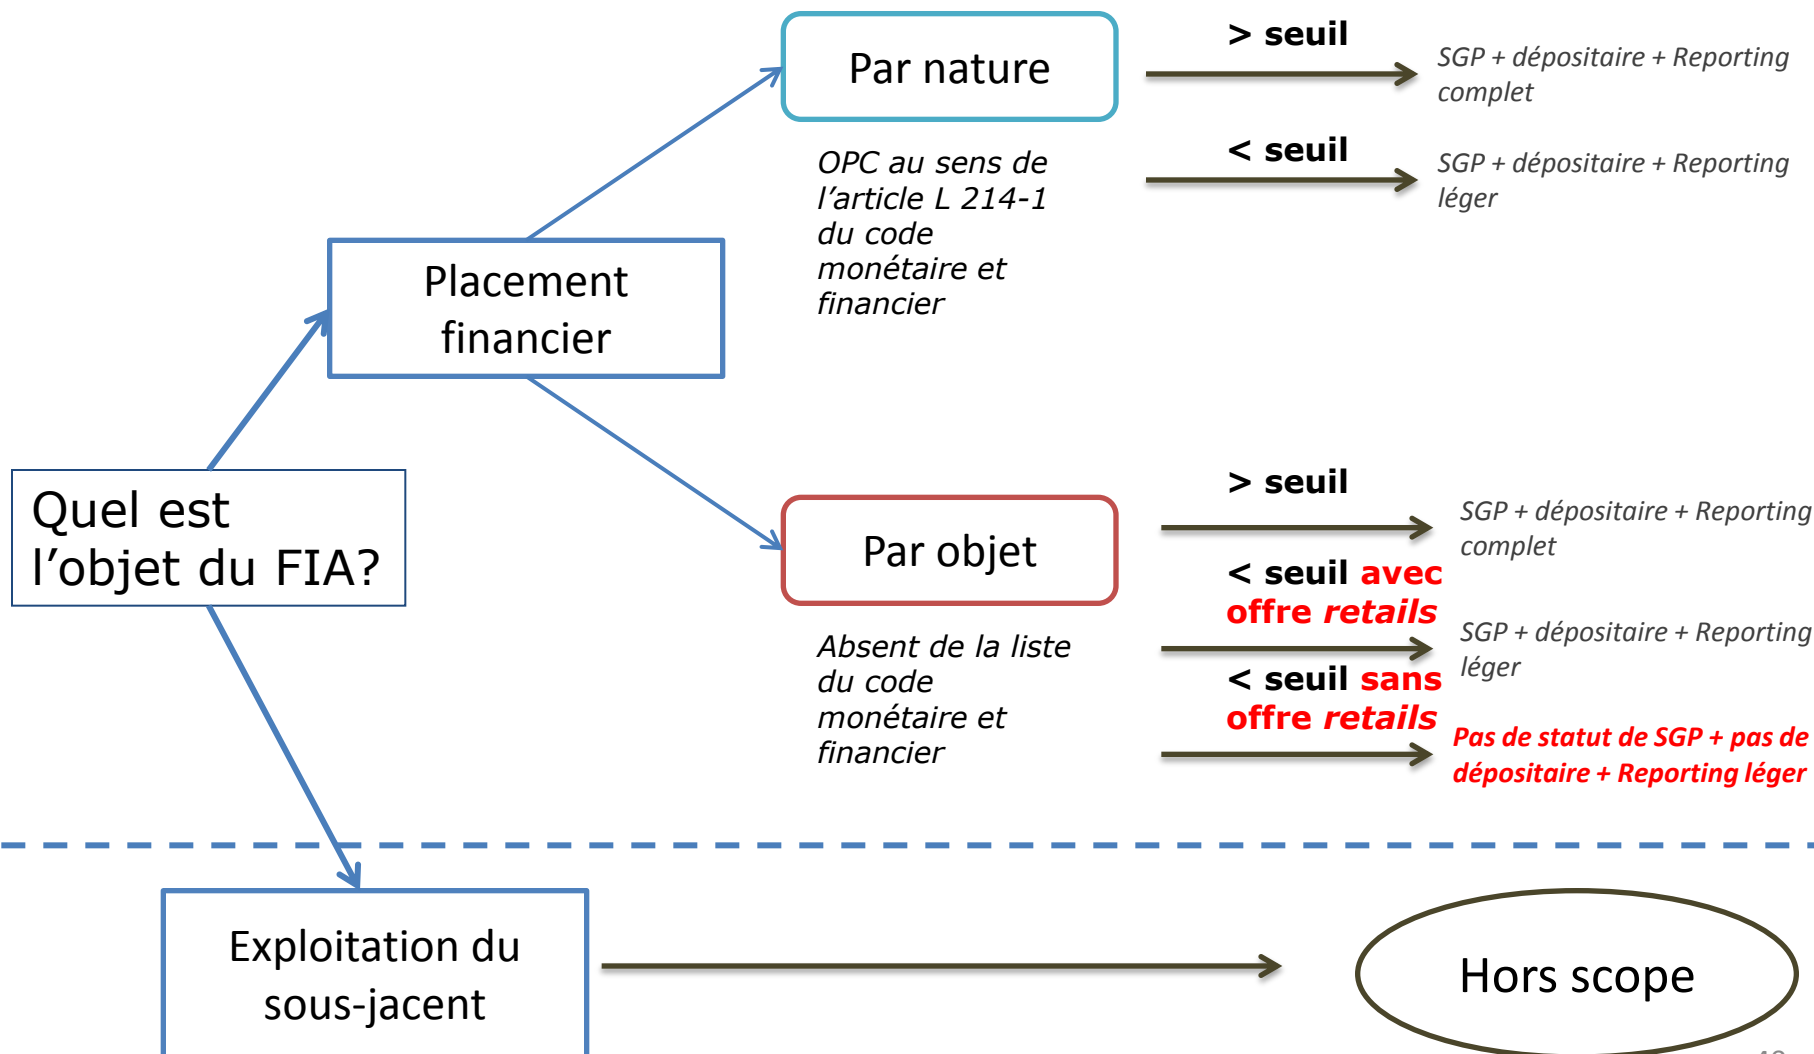 Par nature
> seuil
SGP + dépositaire + Reporting
complet
< seuil
SGP + dépositaire + Reporting
léger
OPC au sens de
l’article L 214-1
du code
monétaire et
financier
Placement
financier
Quel est
l’objet du FIA?
Par objet
> seuil
SGP + dépositaire + Reporting
complet
< seuil avec
offre retails
SGP + dépositaire + Reporting
léger
Absent de la liste
du code
monétaire et
financier
< seuil sans
offre retails
Pas de statut de SGP + pas de
dépositaire + Reporting léger
Exploitation du
sous-jacent
Hors scope